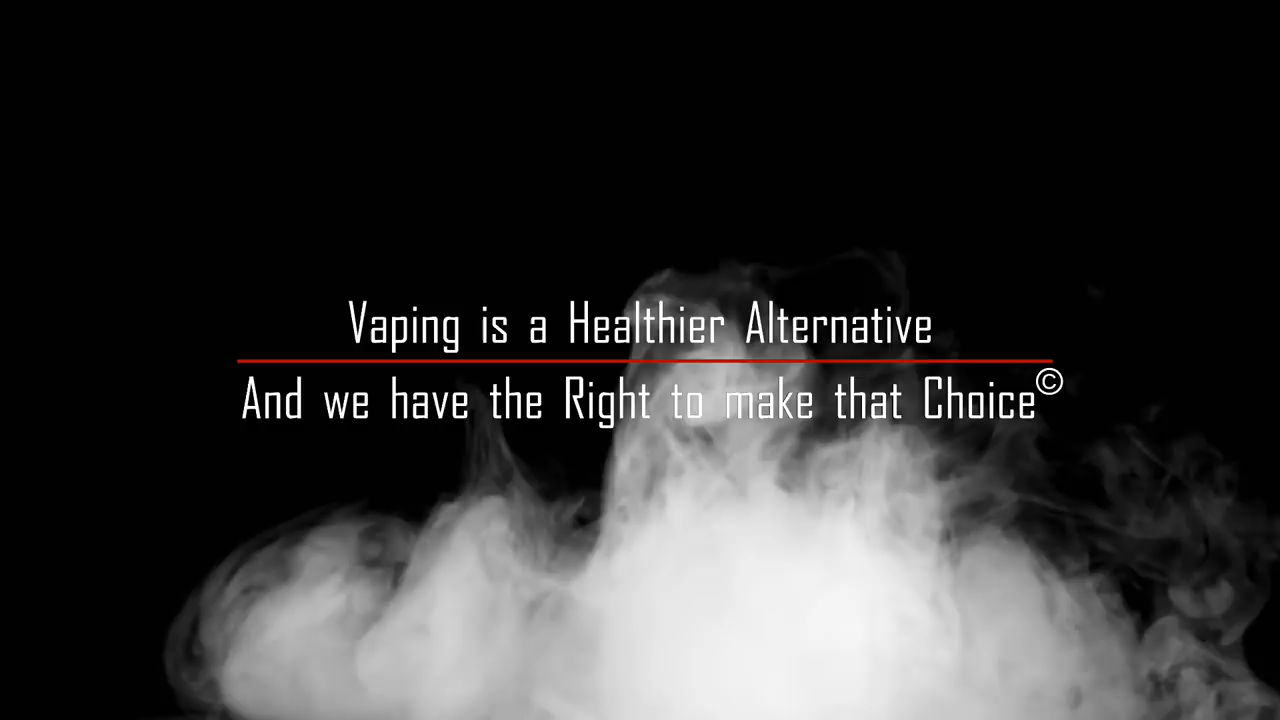 Vaping is a Healthier Alternative
And we have the Right to make that Choice©